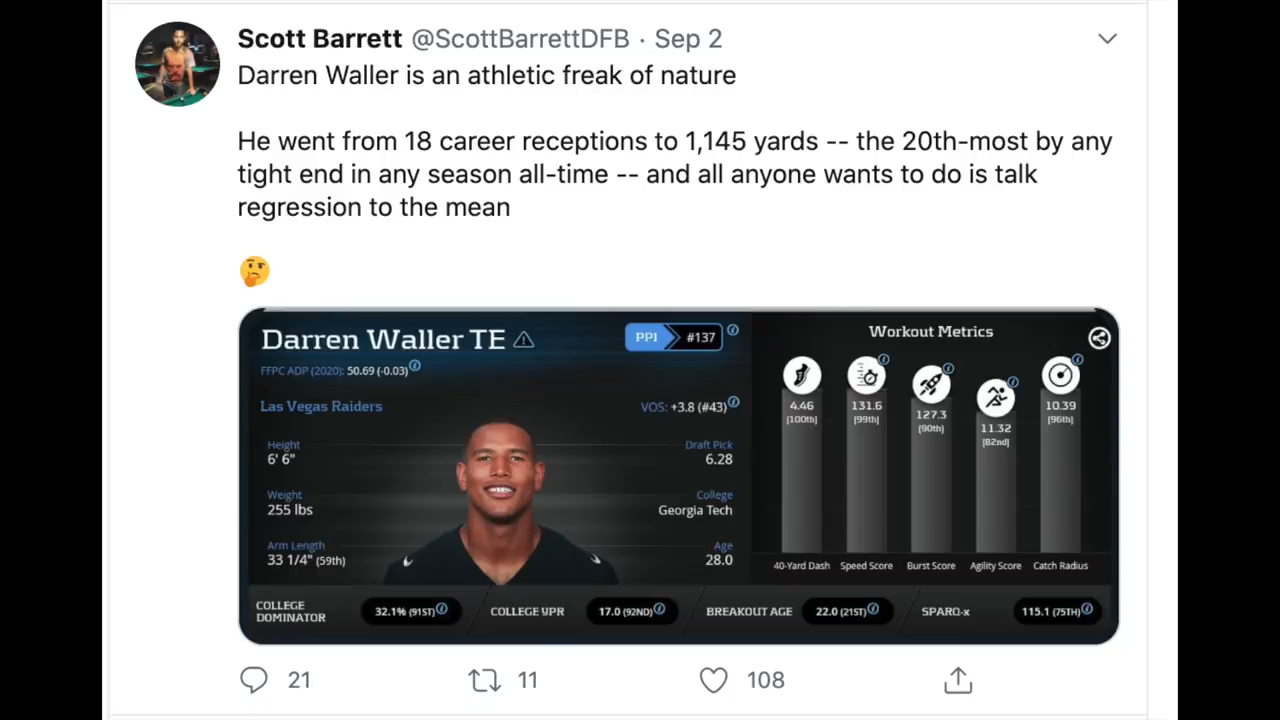 Scott Barrett @ScottBarrettDFB · Sep 2
Darren Waller is an athletic freak of nature
He went from 18 career receptions to 1,145 yards -- the 20th-most by any
tight end in any season all-time -- and all anyone wants to do is talk
regression to the mean
🤔
Darren Waller TE
PPI #137
FFPC ADP (2020): 50.69 (-0.03)
Las Vegas Raiders
VOS: +3.8 (#43)
Height
6' 6"
Draft Pick
6.28
Weight
255 lbs
College
Georgia Tech
Arm Length
33 1/4" (59th)
Age
28.0
Workout Metrics
4.46 131.6 127.3 11.32 10.39
(100th) (99th) (90th) (82nd) (96th)
40-Yard Dash Speed Score Burst Score Agility Score Catch Radius
COLLEGE DOMINATOR 32.1% (91ST)
COLLEGE YPR 17.0 (92ND)
BREAKOUT AGE 22.0 (21ST)
SPARQ-x 115.1 (75TH)
21 11 108